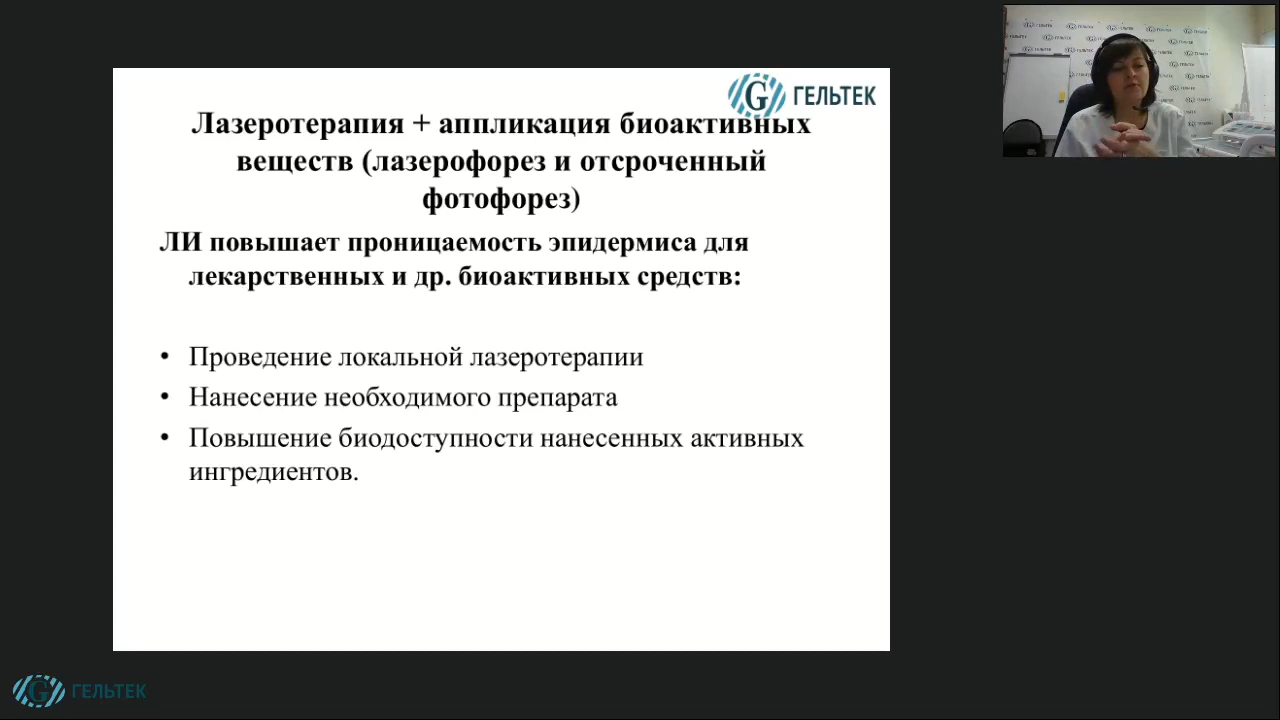 ГЕЛЬТЕК
Лазеротерапия + аппликация биоактивных
веществ (лазерофорез и отсроченный
фотофорез)
ЛИ повышает проницаемость эпидермиса для
лекарственных и др. биоактивных средств:
• Проведение локальной лазеротерапии
• Нанесение необходимого препарата
• Повышение биодоступности нанесенных активных
ингредиентов.
ГЕЛЬТЕК